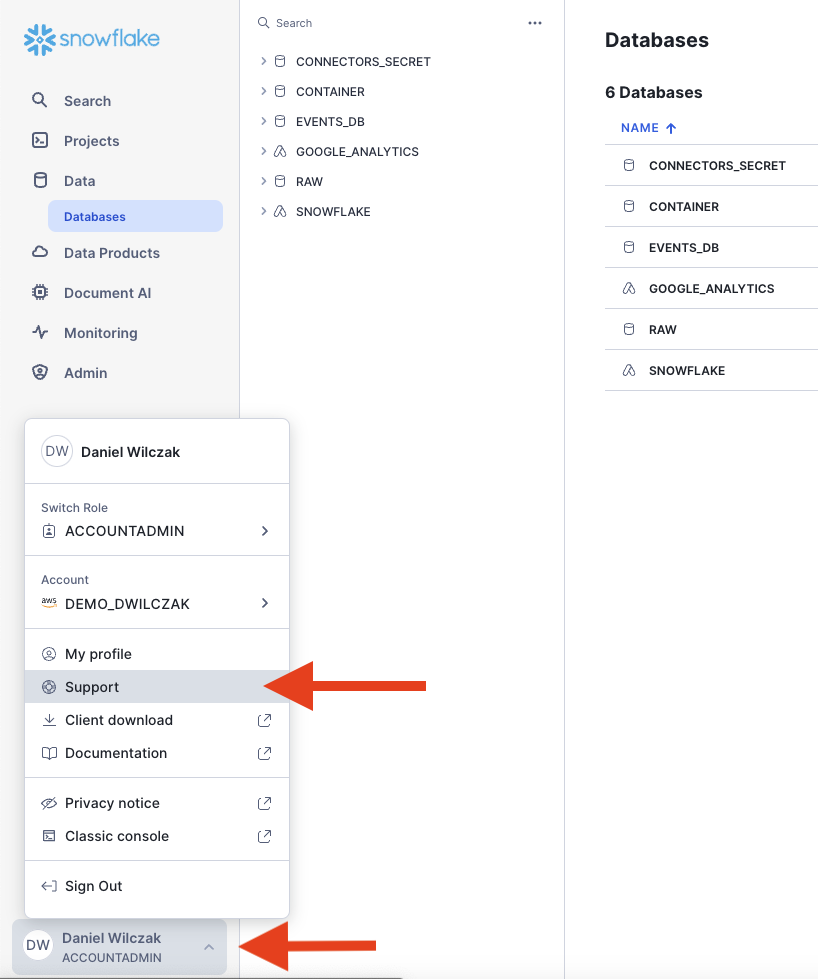 snowflake
Search
Projects
Data
Databases
Data Products
Document AI
Monitoring
Admin
DW
Daniel Wilczak
Switch Role
ACCOUNTADMIN
Account
aws
DEMO_DWILCZAK
My profile
Support
Client download
Documentation
Privacy notice
Classic console
Sign Out
DW
Daniel Wilczak
ACCOUNTADMIN
Search
CONNECTORS_SECRET
CONTAINER
EVENTS_DB
GOOGLE_ANALYTICS
RAW
SNOWFLAKE
Databases
6 Databases
NAME
CONNECTORS_SECRET
CONTAINER
EVENTS_DB
GOOGLE_ANALYTICS
RAW
SNOWFLAKE